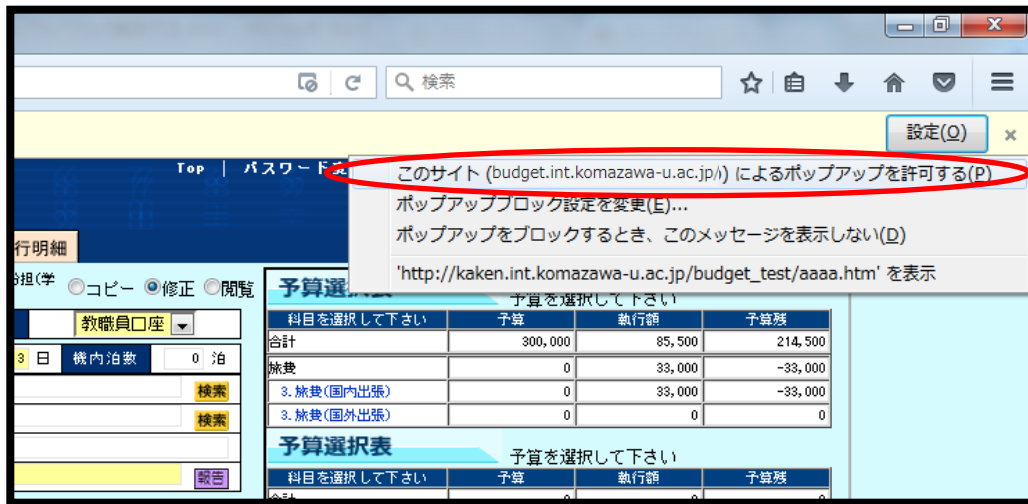 検索
設定(O)
Top | パスワード変
このサイト (budget.int.komazawa-u.ac.jp/) によるポップアップを許可する(P)
ポップアップブロック設定を変更(E)...
ポップアップをブロックするとき、このメッセージを表示しない(D)
'http://kaken.int.komazawa-u.ac.jp/budget_test/aaaa.htm' を表示
行明細
担(学 コピー 修正 閲覧
教職員口座
3 日 機内泊数 0 泊
検索
検索
報告
予算選択表 予算を選択して下さい
科目を選択して下さい 予算 執行額 予算残
合計 300,000 85,500 214,500
旅費 0 33,000 -33,000
3.旅費(国内出張) 0 33,000 -33,000
3.旅費(国外出張) 0 0 0
予算選択表 予算を選択して下さい
科目を選択して下さい 予算 執行額 予算残